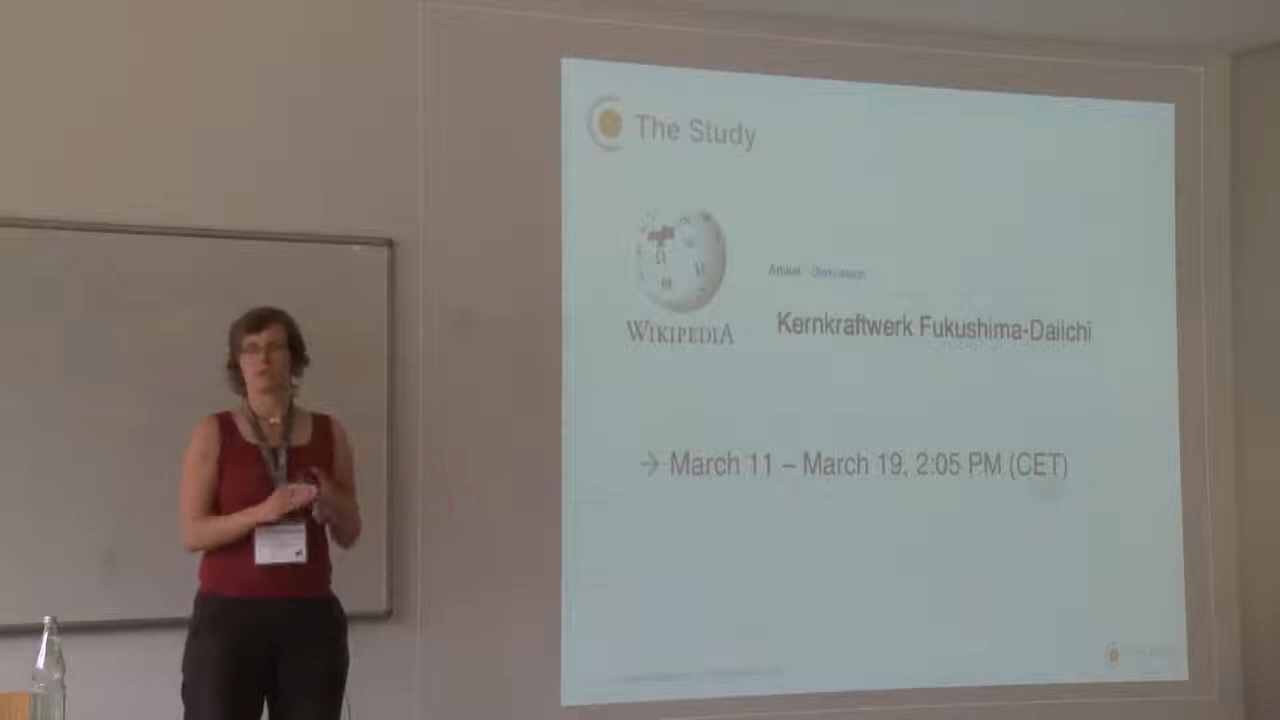 The Study
WIKIPEDIA
Artikel Diskussion
Kernkraftwerk Fukushima-Daiichi
→ March 11 – March 19, 2:05 PM (CET)